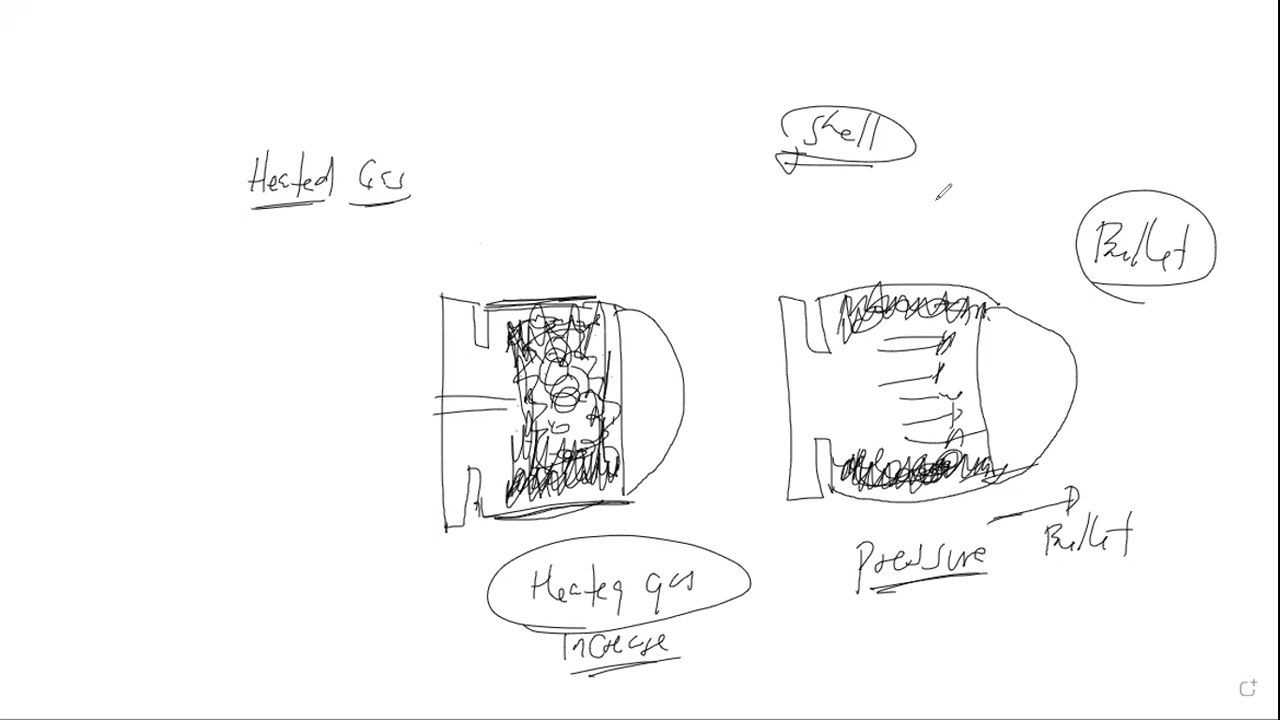 Shell
Heated Gas
Bullet
Pressure
Bullet
Heated gas
Increase